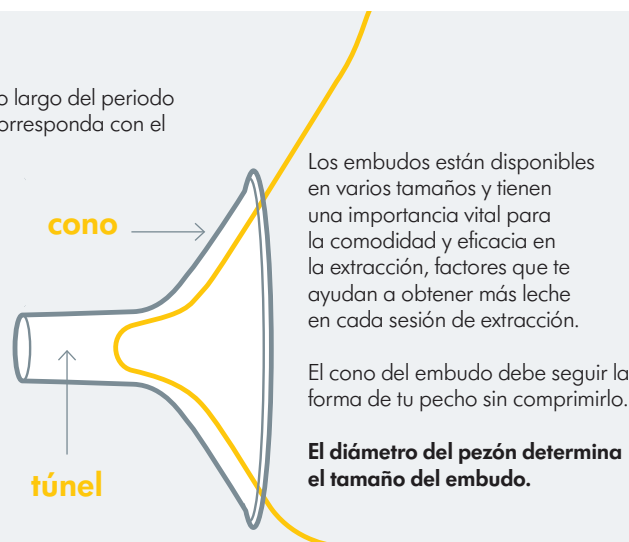 o largo del periodo
orresponda con el
cono
túnel
Los embudos están disponibles
en varios tamaños y tienen
una importancia vital para
la comodidad y eficacia en
la extracción, factores que te
ayudan a obtener más leche
en cada sesión de extracción.
El cono del embudo debe seguir la
forma de tu pecho sin comprimirlo.
El diámetro del pezón determina
el tamaño del embudo.